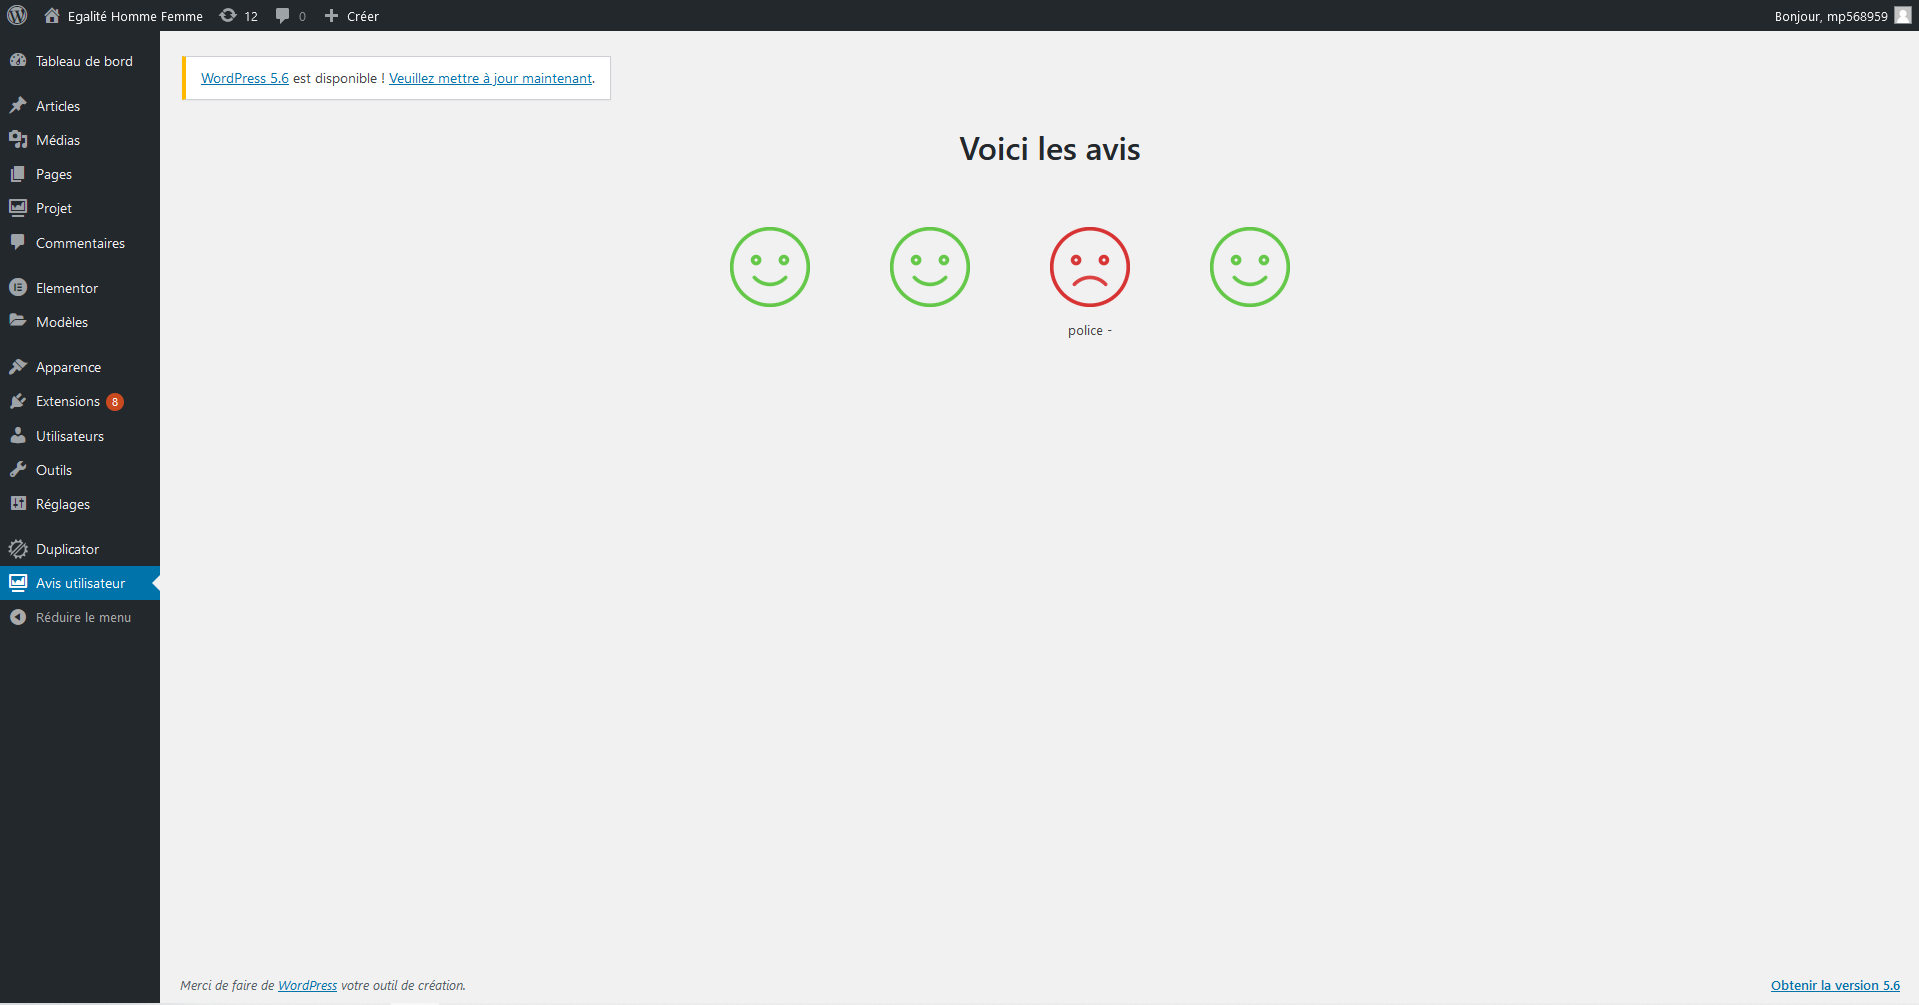 Egalité Homme Femme 12 0 Créer Bonjour, mp568959
Tableau de bord
Articles
Médias
Pages
Projet
Commentaires
Elementor
Modèles
Apparence
Extensions 8
Utilisateurs
Outils
Réglages
Duplicator
Avis utilisateur
Réduire le menu
WordPress 5.6 est disponible ! Veuillez mettre à jour maintenant.
Voici les avis
police -
Merci de faire de WordPress votre outil de création.
Obtenir la version 5.6